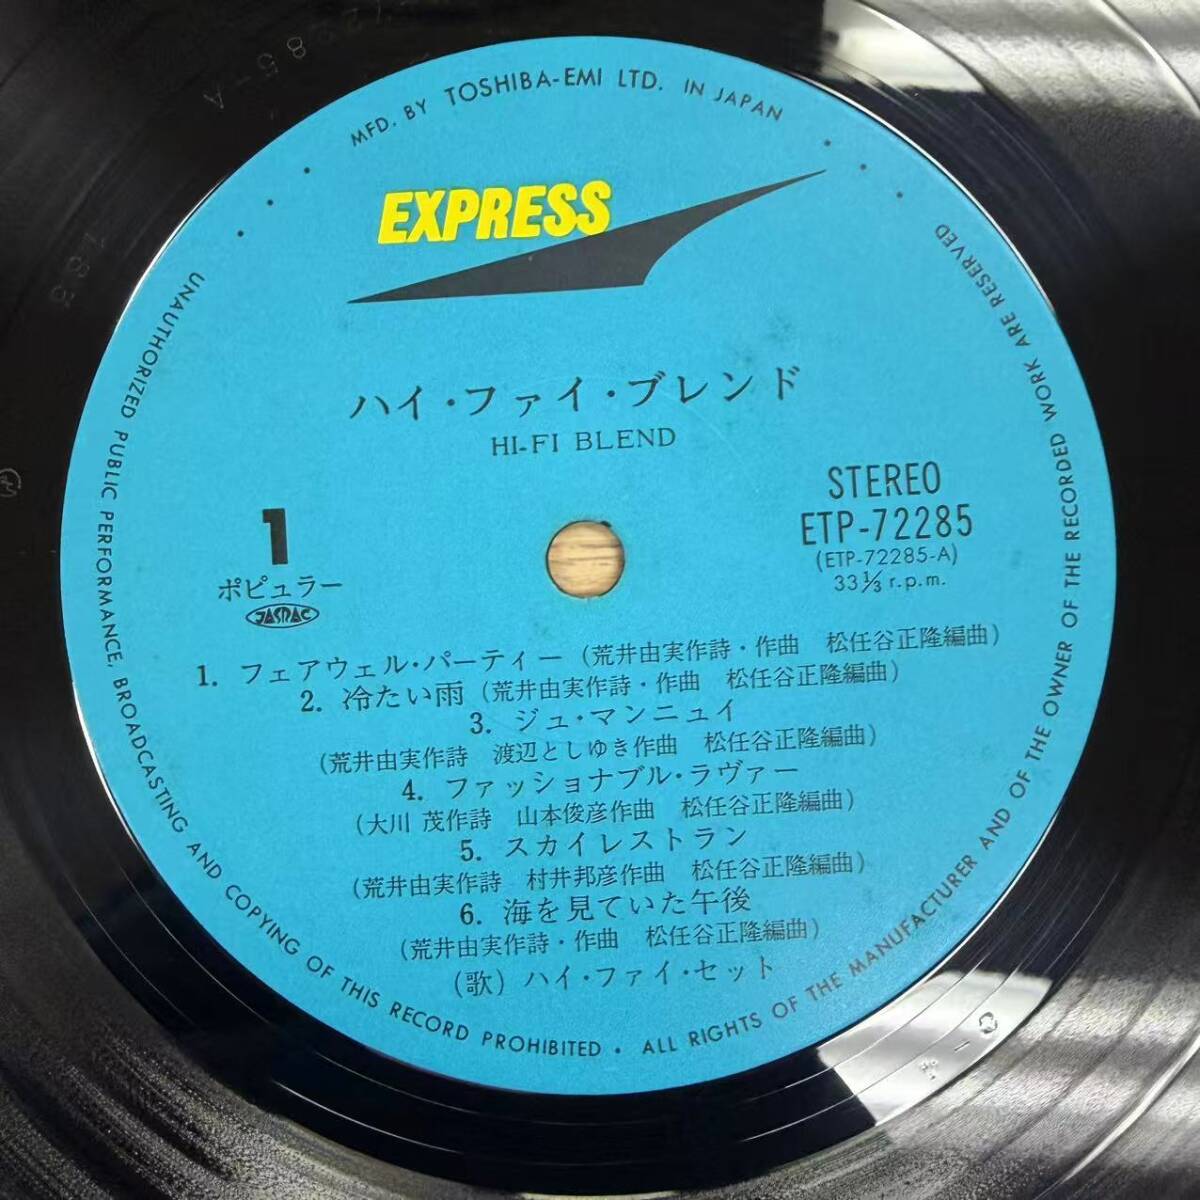 MFD. BY TOSHIBA-EMI LTD. IN JAPAN
EXPRESS
ハイ・ファイ・ブレンド
HI-FI BLEND
STEREO
ETP-72285
(ETP-72285-A)
33⅓ r.p.m.
1
ポピュラー
JASRAC
1. フェアウェル・パーティー (荒井由実作詩・作曲 松任谷正隆編曲)
2. 冷たい雨 (荒井由実作詩・作曲 松任谷正隆編曲)
3. ジュ・マンニュイ
(荒井由実作詩 渡辺としゆき作曲 松任谷正隆編曲)
4. ファッショナブル・ラヴァー
(大川 茂作詩 山本俊彦作曲 松任谷正隆編曲)
5. スカイレストラン
(荒井由実作詩 村井邦彦作曲 松任谷正隆編曲)
6. 海を見ていた午後
(荒井由実作詩・作曲 松任谷正隆編曲)
(歌) ハイ・ファイ・セット
UNAUTHORIZED PUBLIC PERFORMANCE, BROADCASTING AND COPYING OF THIS RECORD PROHIBITED • ALL RIGHTS OF THE MANUFACTURER AND OF THE OWNER OF THE RECORDED WORK ARE RESERVED